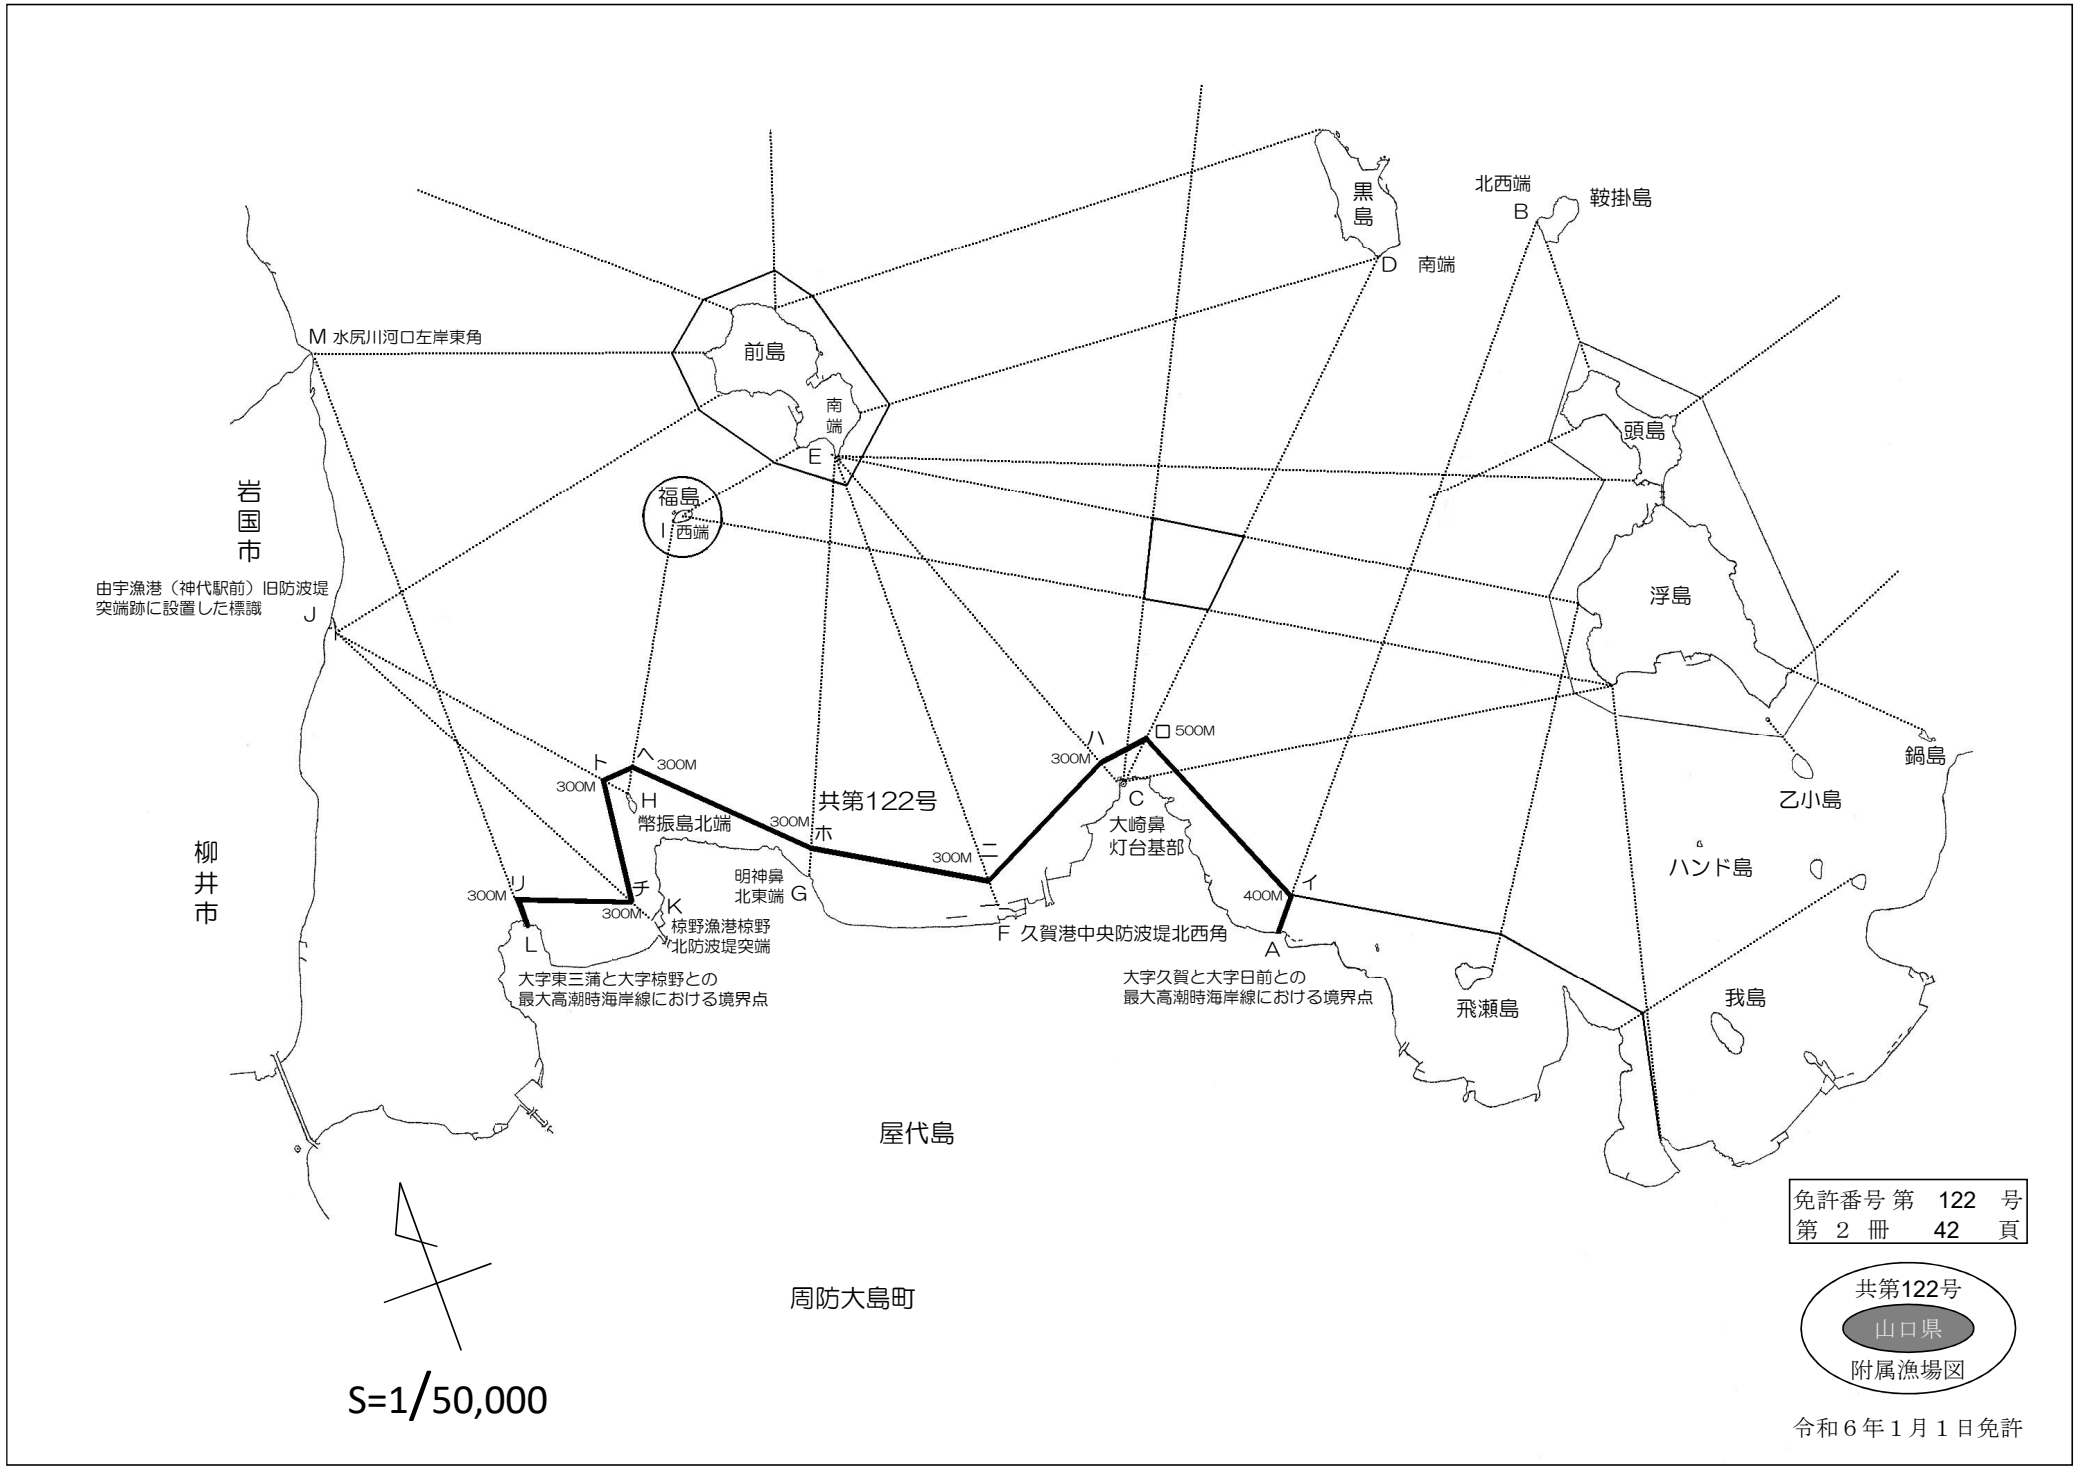 黒島
北西端
B
鞍掛島
D 南端
M 水尻川河口左岸東角
前島
南端
E
頭島
福島
I 西端
岩国市
由宇漁港（神代駅前）旧防波堤
突端跡に設置した標識
J
浮島
ロ 500M
ハ
300M
ト
ヘ
300M
300M
H
幣振島北端
共第122号
300M
ホ
C
大崎鼻
灯台基部
鍋島
乙小島
柳井市
300M
ニ
ハンド島
リ
300M
チ
300M
K
明神鼻
北東端
G
400M
イ
椋野漁港椋野
北防波堤突端
L
F 久賀港中央防波堤北西角
A
大字東三蒲と大字椋野との
最大高潮時海岸線における境界点
大字久賀と大字日前との
最大高潮時海岸線における境界点
飛瀬島
我島
屋代島
周防大島町
S=1/50,000
免許番号 第 122 号
第 2 冊 42 頁
共第122号
山口県
附属漁場図
令和６年１月１日免許